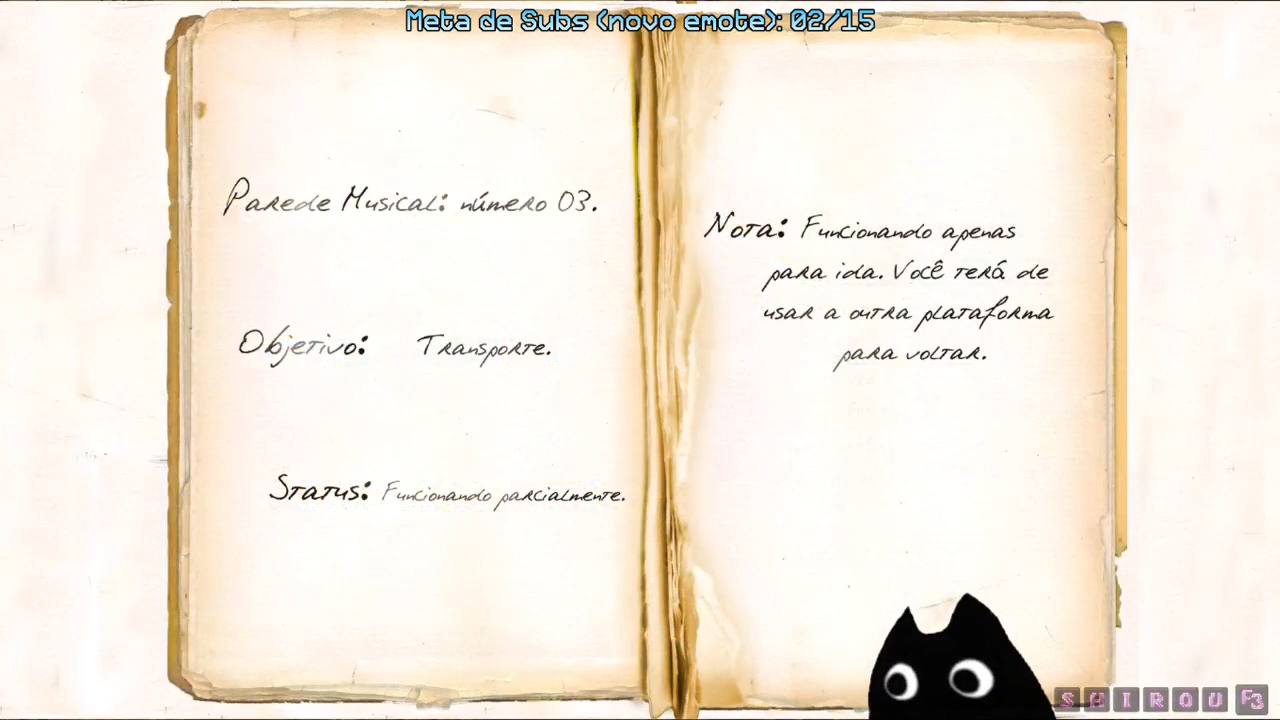 Meta de Subs (novo emote): 02/15
Parede Musical: número 03.
Objetivo: Transporte.
Status: Funcionando parcialmente.
Nota: Funcionando apenas
para ida. Você terá de
usar a outra plataforma
para voltar.
SHIROU F3